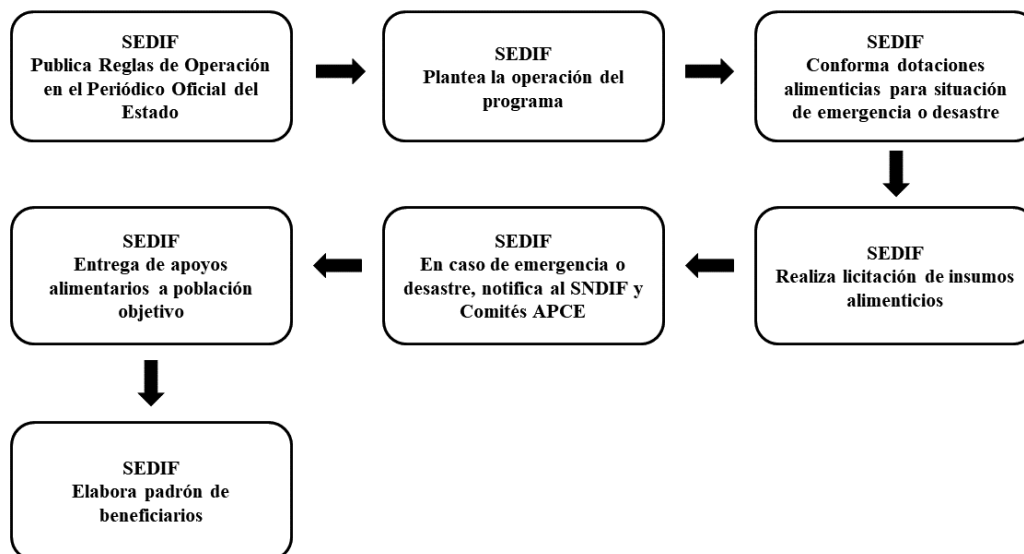 SEDIF
Publica Reglas de Operación
en el Periódico Oficial del
Estado
SEDIF
Plantea la operación del
programa
SEDIF
Conforma dotaciones
alimenticias para situación
de emergencia o desastre
SEDIF
Realiza licitación de insumos
alimenticios
SEDIF
En caso de emergencia o
desastre, notifica al SNDIF y
Comités APCE
SEDIF
Entrega de apoyos
alimentarios a población
objetivo
SEDIF
Elabora padrón de
beneficiarios